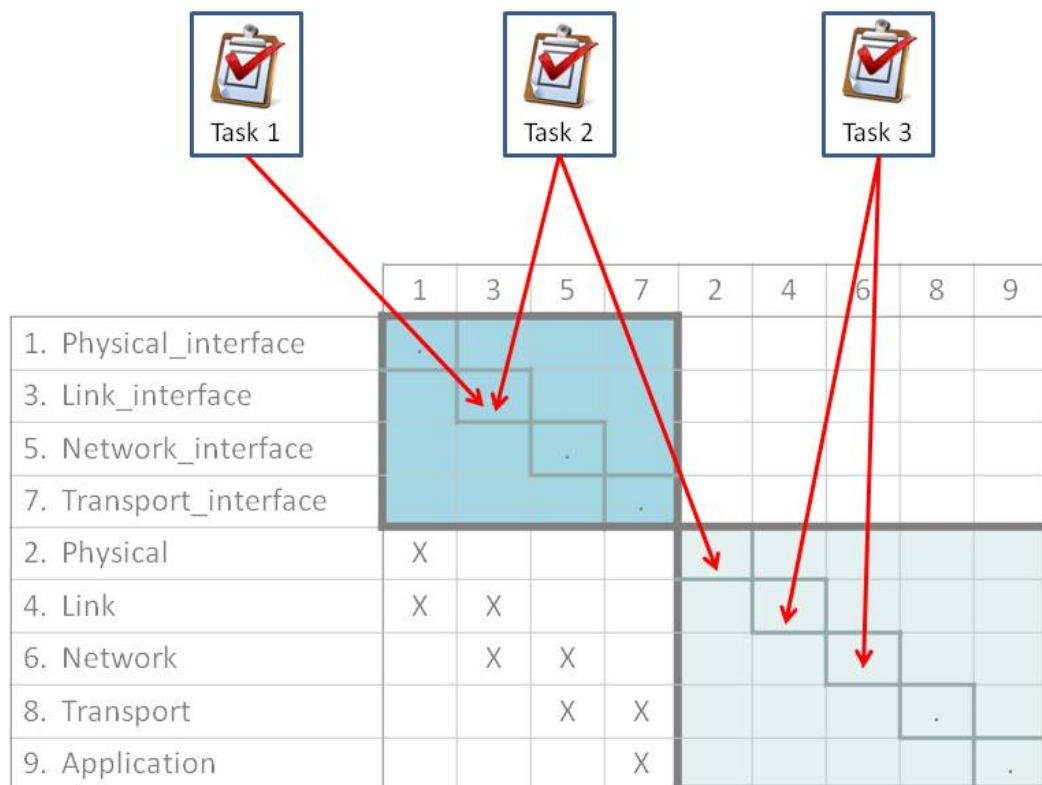 Task 1 Task 2 Task 3
1 3 5 7 2 4 6 8 9
1. Physical_interface .
3. Link_interface
5. Network_interface .
7. Transport_interface .
2. Physical X
4. Link X X
6. Network X X
8. Transport X X .
9. Application X .